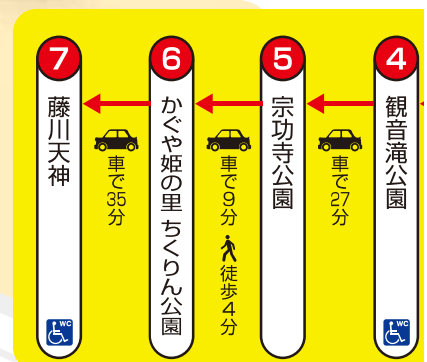 4
観音滝公園
車で27分
5
宗功寺公園
車で9分
徒歩4分
6
かぐや姫の里 ちくりん公園
車で35分
7
藤川天神
WC
WC